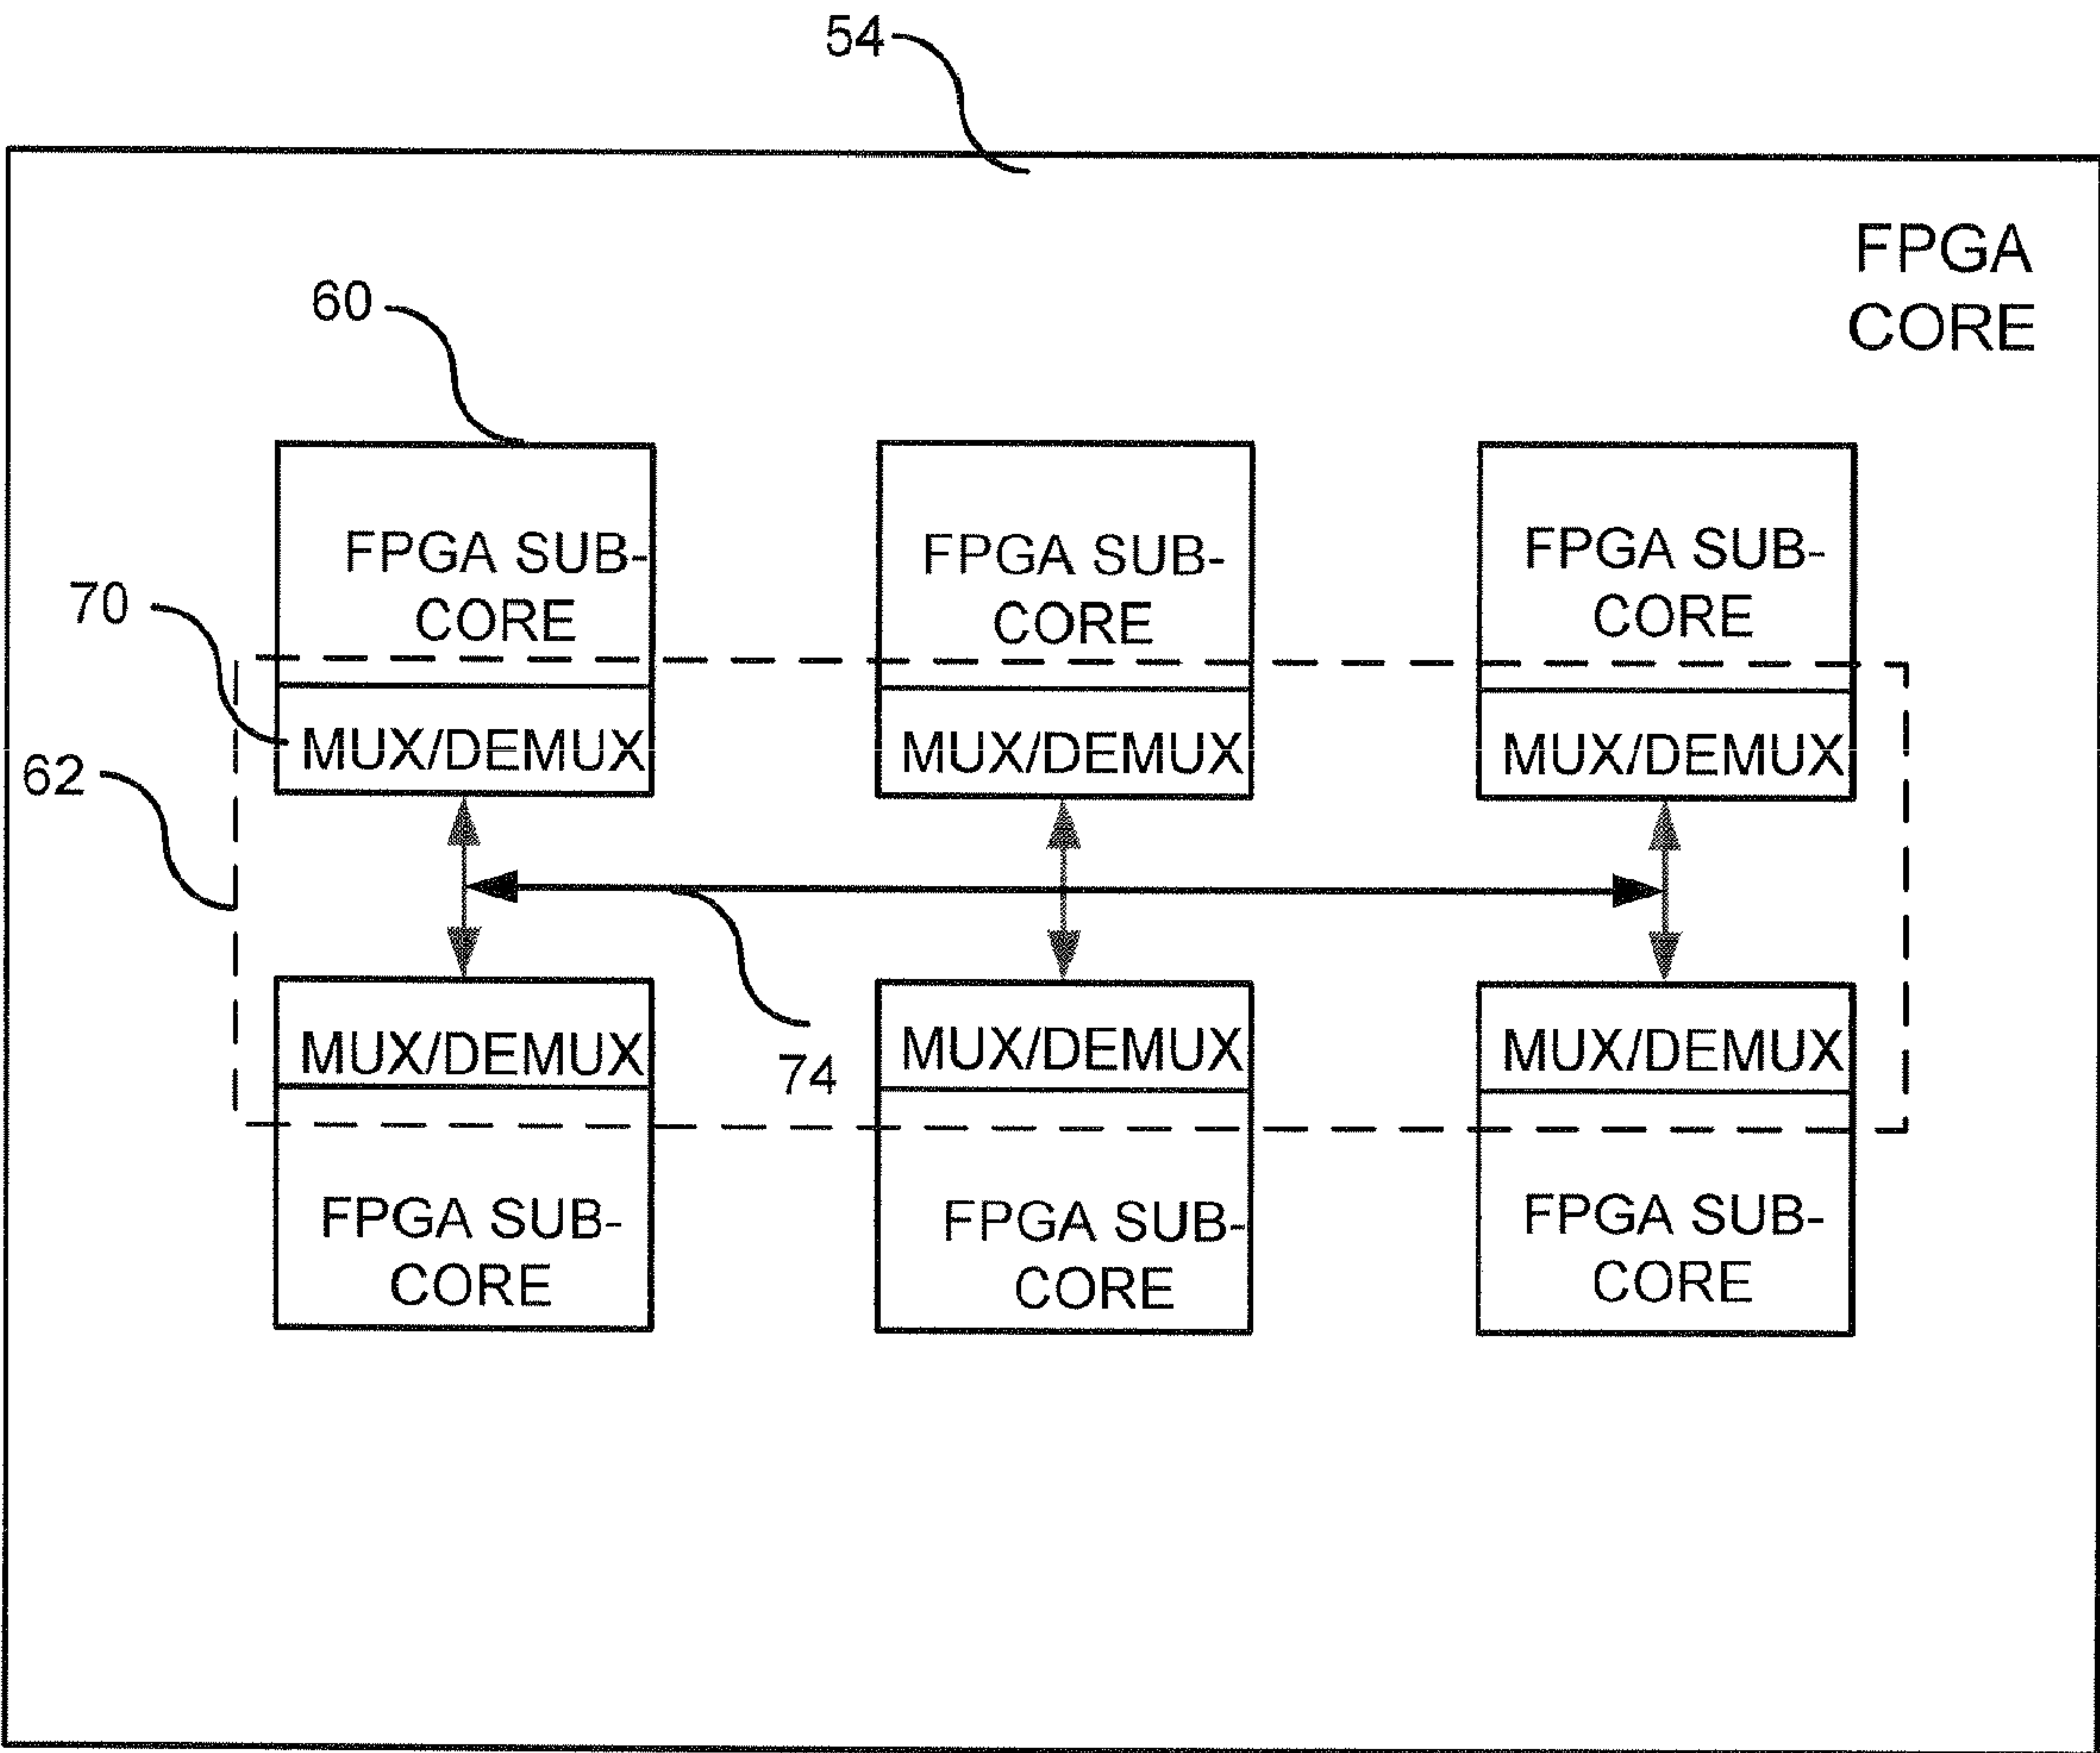 54
FPGA
CORE
60
FPGA SUB-
CORE
FPGA SUB-
CORE
FPGA SUB-
CORE
70
MUX/DEMUX
MUX/DEMUX
MUX/DEMUX
62
MUX/DEMUX
MUX/DEMUX
MUX/DEMUX
74
FPGA SUB-
CORE
FPGA SUB-
CORE
FPGA SUB-
CORE